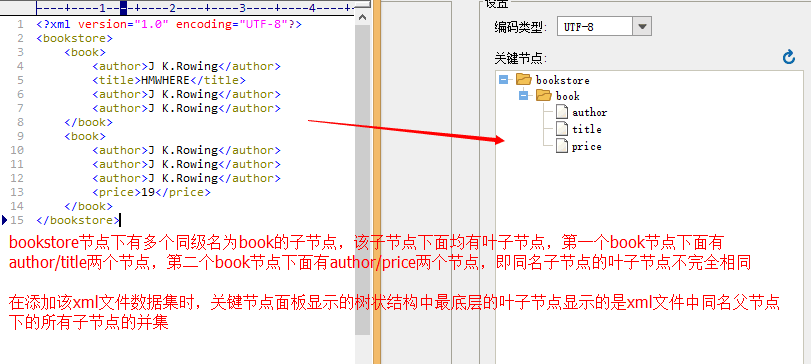 ----+----1----+----2----+----3----+----4----+--
设置
1 <?xml version="1.0" encoding="UTF-8"?>
2 <bookstore>
3 <book>
4 <author>J K.Rowing</author>
5 <title>HMWHERE</title>
6 <author>J K.Rowing</author>
7 <author>J K.Rowing</author>
8 </book>
9 <book>
10 <author>J K.Rowing</author>
11 <author>J K.Rowing</author>
12 <author>J K.Rowing</author>
13 <price>19</price>
14 </book>
15 </bookstore>
编码类型: UTF-8
关键节点:
bookstore
book
author
title
price
bookstore节点下有多个同级名为book的子节点，该子节点下面均有叶子节点，第一个book节点下面有
author/title两个节点，第二个book节点下面有author/price两个节点，即同名子节点的叶子节点不完全相同
在添加该xml文件数据集时，关键节点面板显示的树状结构中最底层的叶子节点显示的是xml文件中同名父节点
下的所有子节点的并集